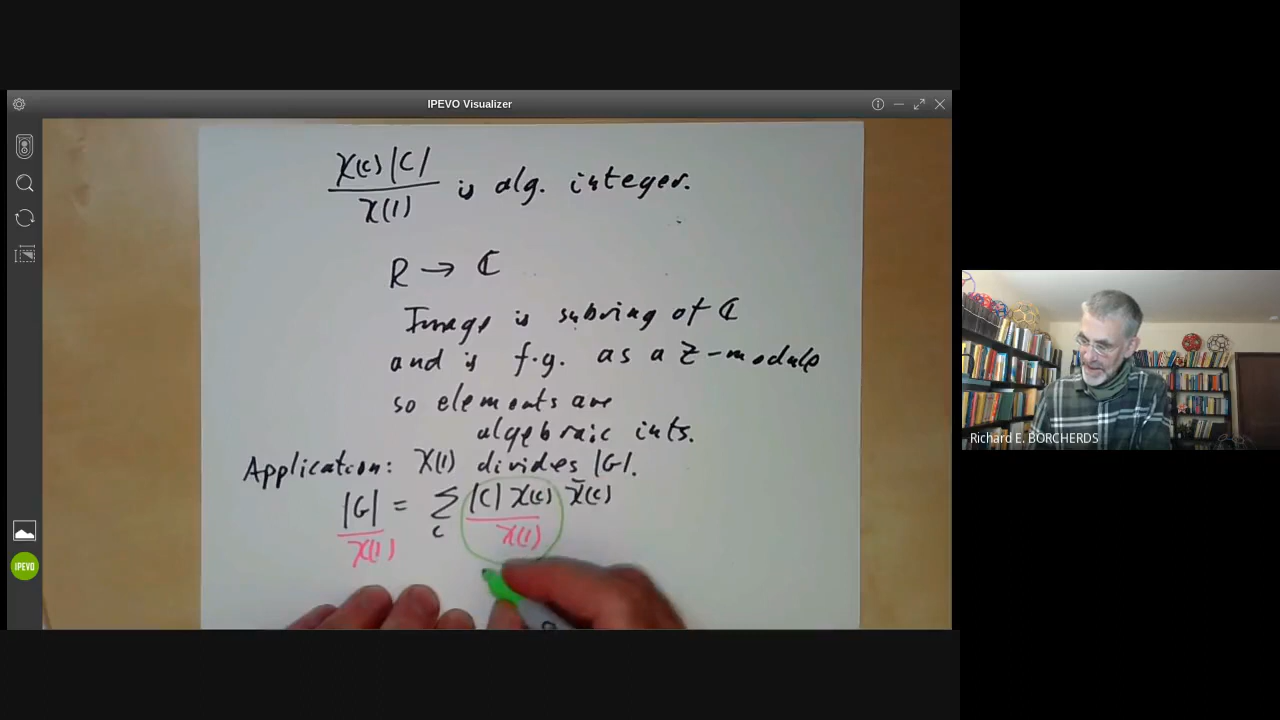 IPEVO Visualizer
χ(c) |C|
χ(1)
is alg. integer.
R → ℂ
Image is subring of ℂ
and is f.g. as a Z-module
so elements are
algebraic ints.
Application: χ(1) divides |G|.
|G| = Σ |C| χ(c) χ̄(c)
χ(1) c χ(1)
IPEVO
Richard E. BORCHERDS